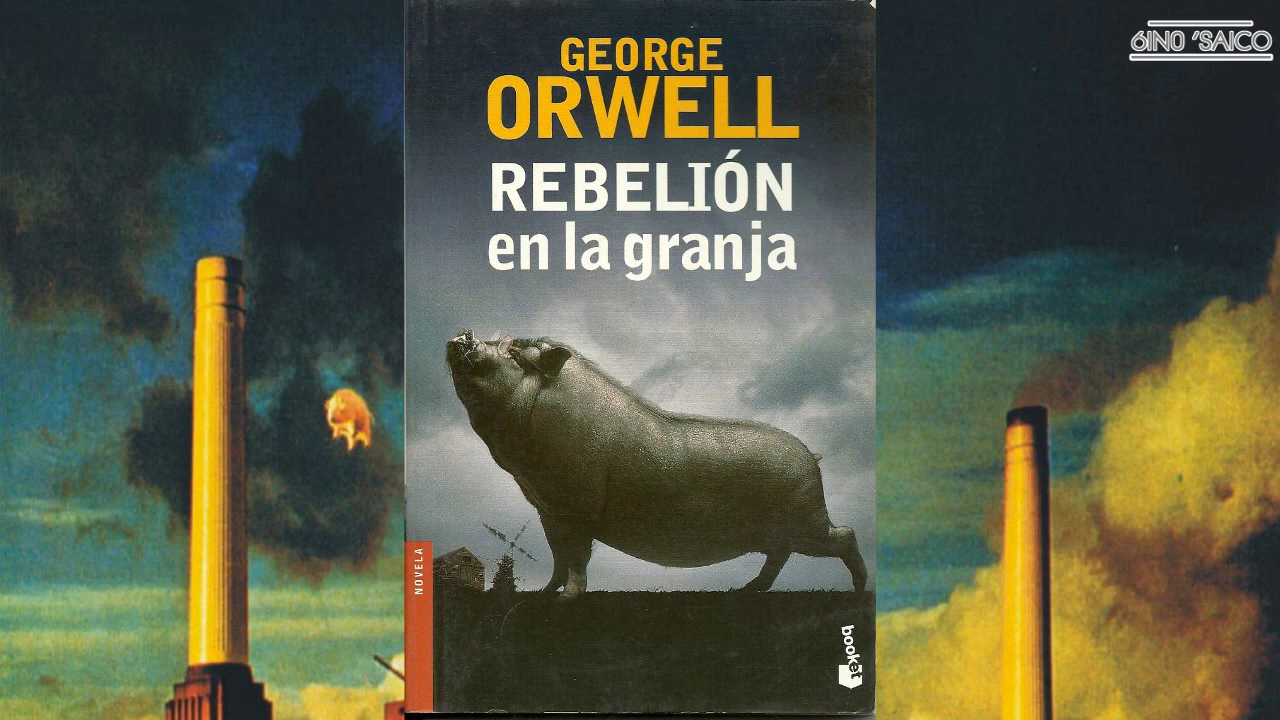 6IN0 'SAICO
GEORGE
ORWELL
REBELIÓN
en la granja
NOVELA
booket